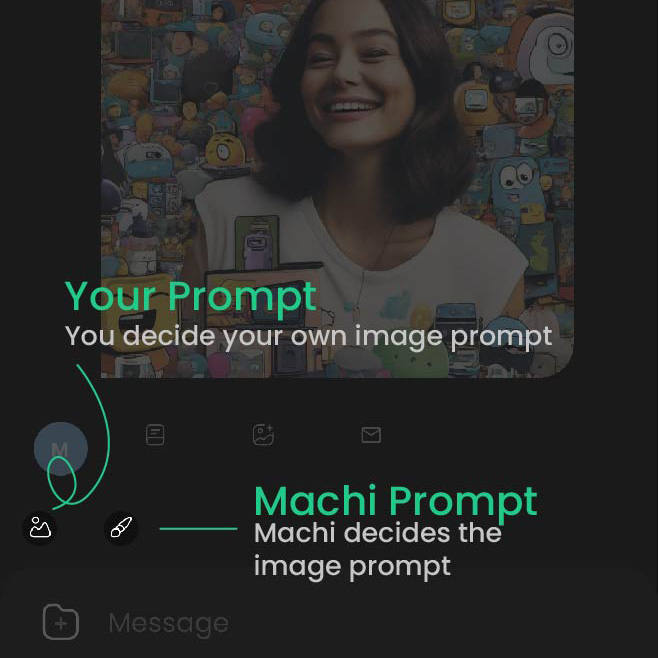 Your Prompt
You decide your own image prompt
M
Machi Prompt
Machi decides the
image prompt
Message